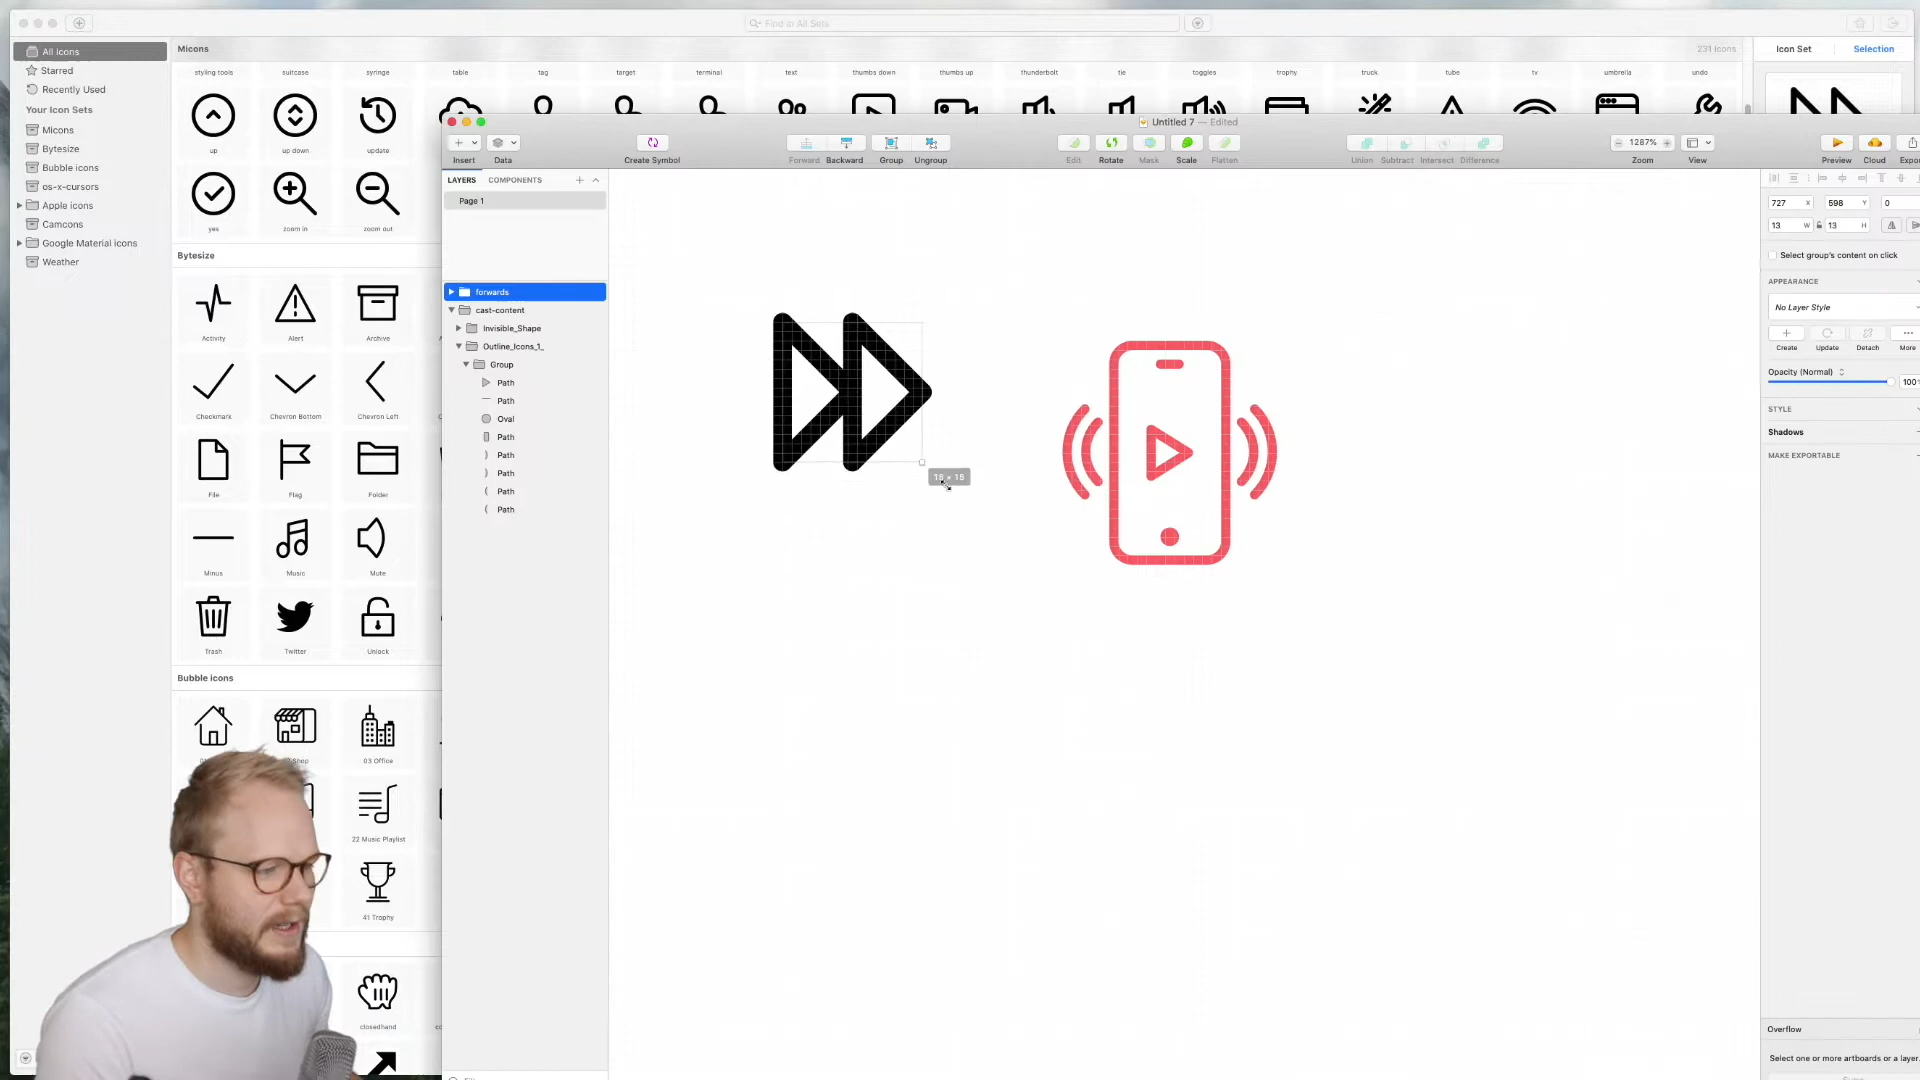 Find in All Sets
All Icons
Starred
Recently Used
Your Icon Sets
Micons
Bytesize
Bubble icons
os-x-cursors
Apple icons
Camcons
Google Material icons
Weather
Micons
231 Icons
styling tools suitcase syringe table tag target terminal text thumbs down thumbs up thunderbolt tie toggles trophy truck tube tv umbrella undo
up up down update
yes zoom in zoom out
Bytesize
Activity Alert Archive
Checkmark Chevron Bottom Chevron Left
File Flag Folder
Minus Music Mute
Trash Twitter Unlock
Bubble icons
Shop 03 Office
22 Music Playlist
41 Trophy
closedhand
Icon Set Selection
Untitled 7 — Edited
Insert Data Create Symbol Forward Backward Group Ungroup Edit Rotate Mask Scale Flatten Union Subtract Intersect Difference Zoom View Preview Cloud Expor
1287%
LAYERS COMPONENTS
Page 1
forwards
cast-content
Invisible_Shape
Outline_Icons_1_
Group
Path
Path
Oval
Path
Path
Path
Path
Path
15 × 15
727 X 598 Y 0
13 W 13 H
Select group's content on click
APPEARANCE
No Layer Style
Create Update Detach More
Opacity (Normal) 100
STYLE
Shadows
MAKE EXPORTABLE
Overflow
Select one or more artboards or a layer